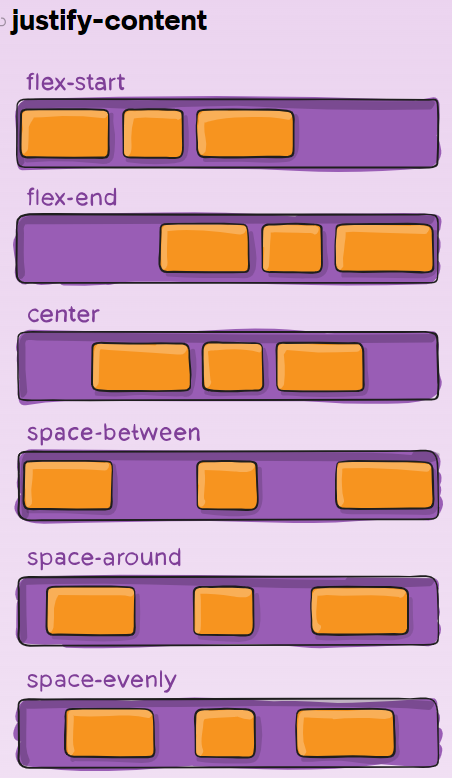 justify-content
flex-start
flex-end
center
space-between
space-around
space-evenly